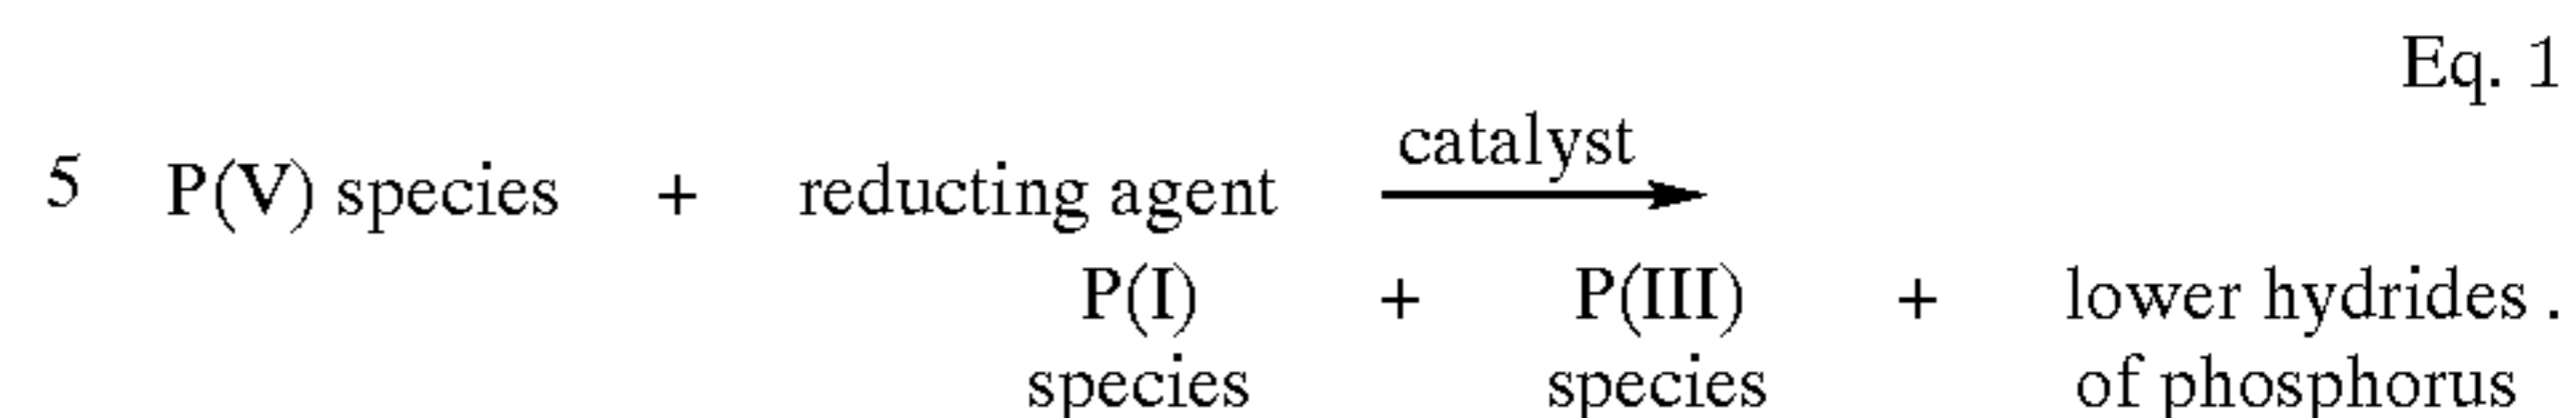 Eq. 1
catalyst
5 P(V) species + reducting agent
P(I) + P(III) + lower hydrides .
species species of phosphorus